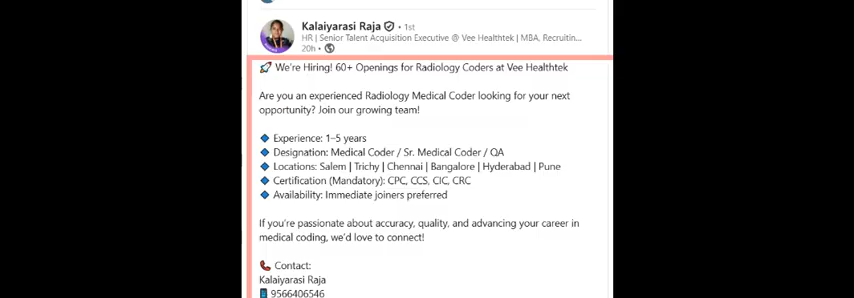 Kalaiyarasi Raja • 1st
HR | Senior Talent Acquisition Executive @ Vee Healthtek | MBA, Recruitin...
20h •
🚀 We're Hiring! 60+ Openings for Radiology Coders at Vee Healthtek
Are you an experienced Radiology Medical Coder looking for your next
opportunity? Join our growing team!
🔷 Experience: 1–5 years
🔷 Designation: Medical Coder / Sr. Medical Coder / QA
🔷 Locations: Salem | Trichy | Chennai | Bangalore | Hyderabad | Pune
🔷 Certification (Mandatory): CPC, CCS, CIC, CRC
🔷 Availability: Immediate joiners preferred
If you're passionate about accuracy, quality, and advancing your career in
medical coding, we'd love to connect!
📞 Contact:
Kalaiyarasi Raja
📱 9566406546